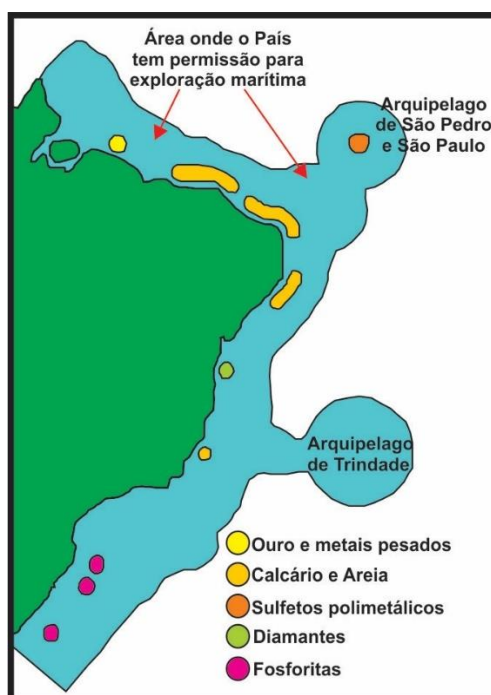 Área onde o País
tem permissão para
exploração marítima
Arquipelago
de São Pedro
e São Paulo
Arquipelago
de Trindade
Ouro e metais pesados
Calcário e Areia
Sulfetos polimetálicos
Diamantes
Fosforitas